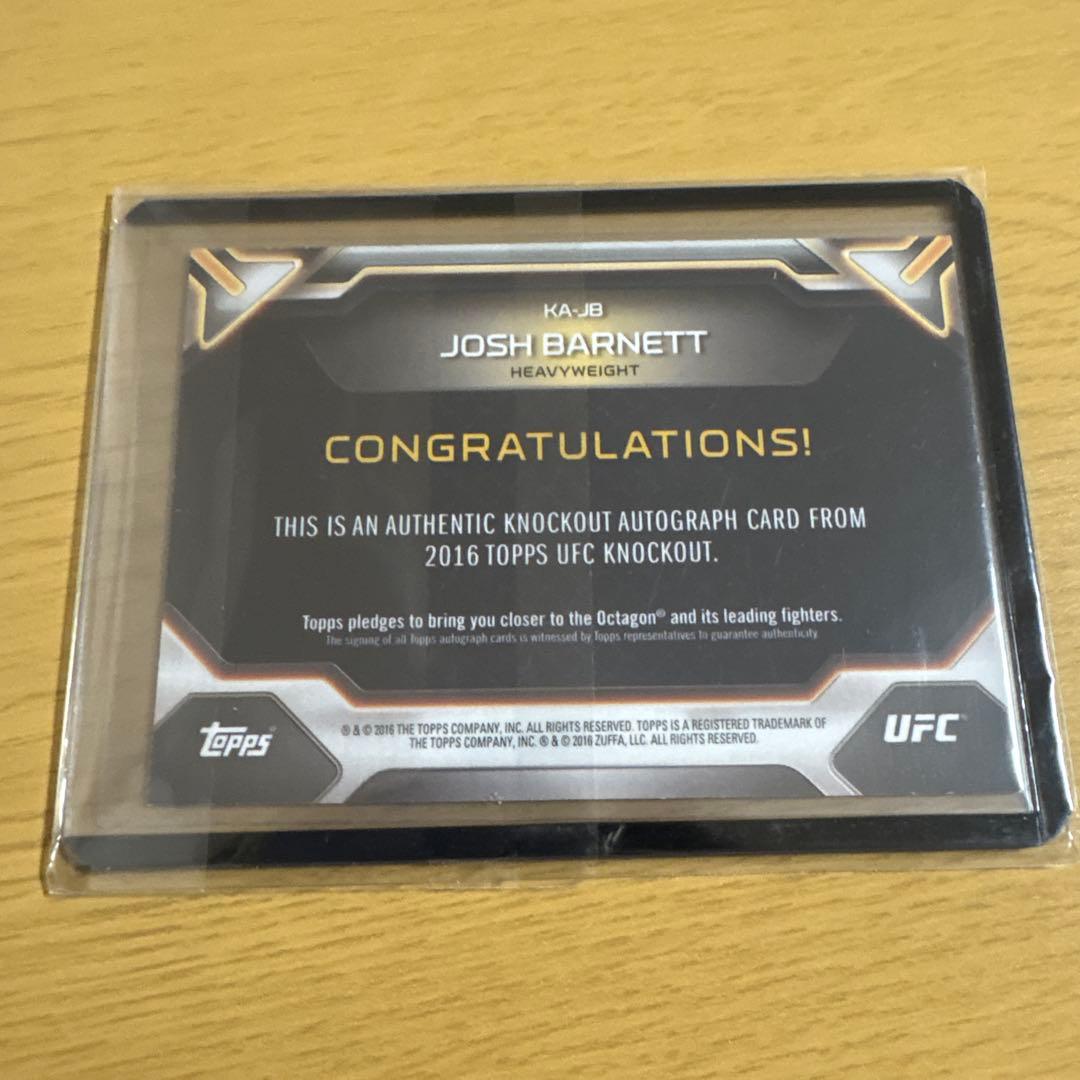 KA-JB
JOSH BARNETT
HEAVYWEIGHT
CONGRATULATIONS!
THIS IS AN AUTHENTIC KNOCKOUT AUTOGRAPH CARD FROM
2016 TOPPS UFC KNOCKOUT.
Topps pledges to bring you closer to the Octagon® and its leading fighters.
The signing of all Topps autograph cards is witnessed by Topps representatives to guarantee authenticity.
topps®
® & © 2016 THE TOPPS COMPANY, INC. ALL RIGHTS RESERVED. TOPPS IS A REGISTERED TRADEMARK OF
THE TOPPS COMPANY, INC. ® & © 2016 ZUFFA, LLC. ALL RIGHTS RESERVED.
UFC